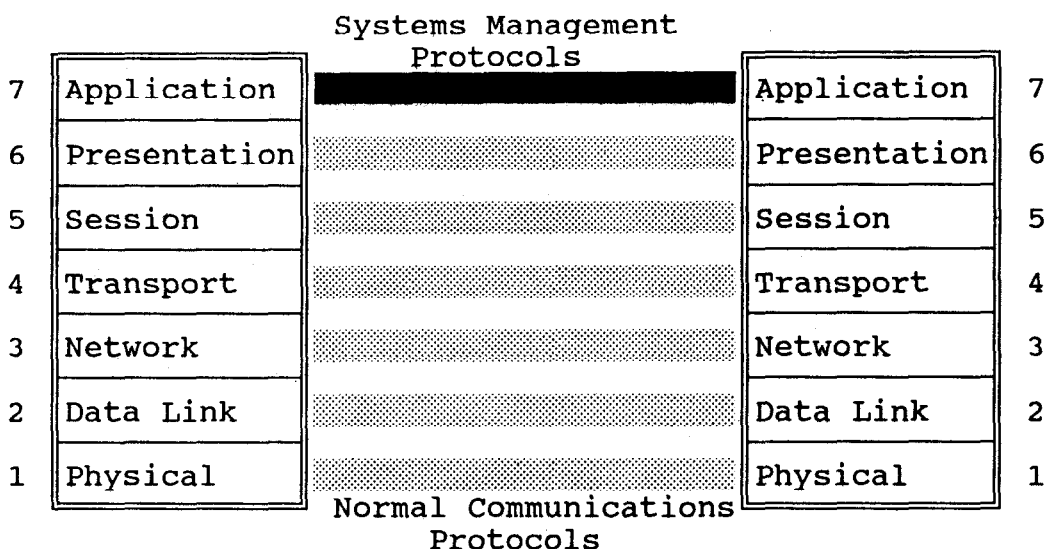 Systems Management
Protocols
7 Application Application 7
6 Presentation Presentation 6
5 Session Session 5
4 Transport Transport 4
3 Network Network 3
2 Data Link Data Link 2
1 Physical Physical 1
Normal Communications
Protocols